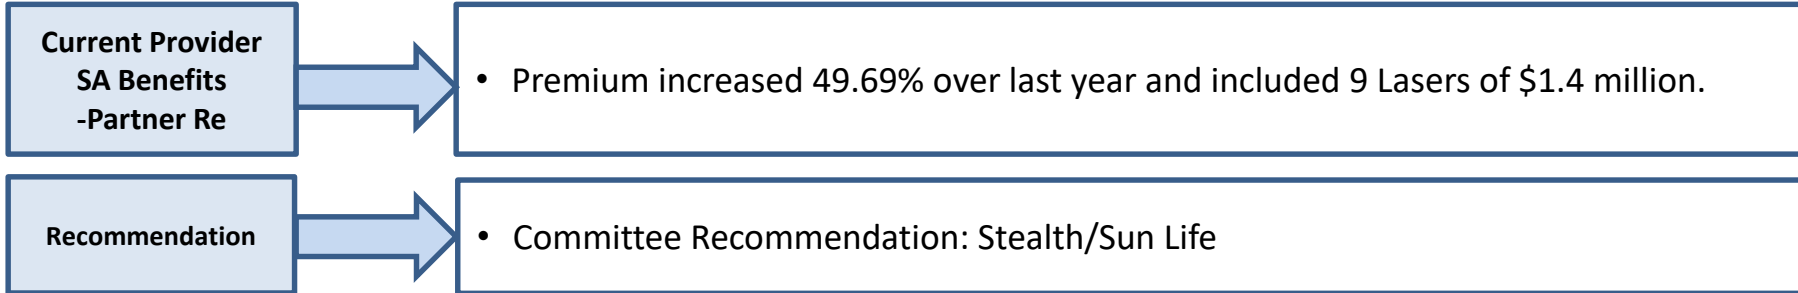 Current Provider
SA Benefits
-Partner Re
• Premium increased 49.69% over last year and included 9 Lasers of $1.4 million.
Recommendation
• Committee Recommendation: Stealth/Sun Life